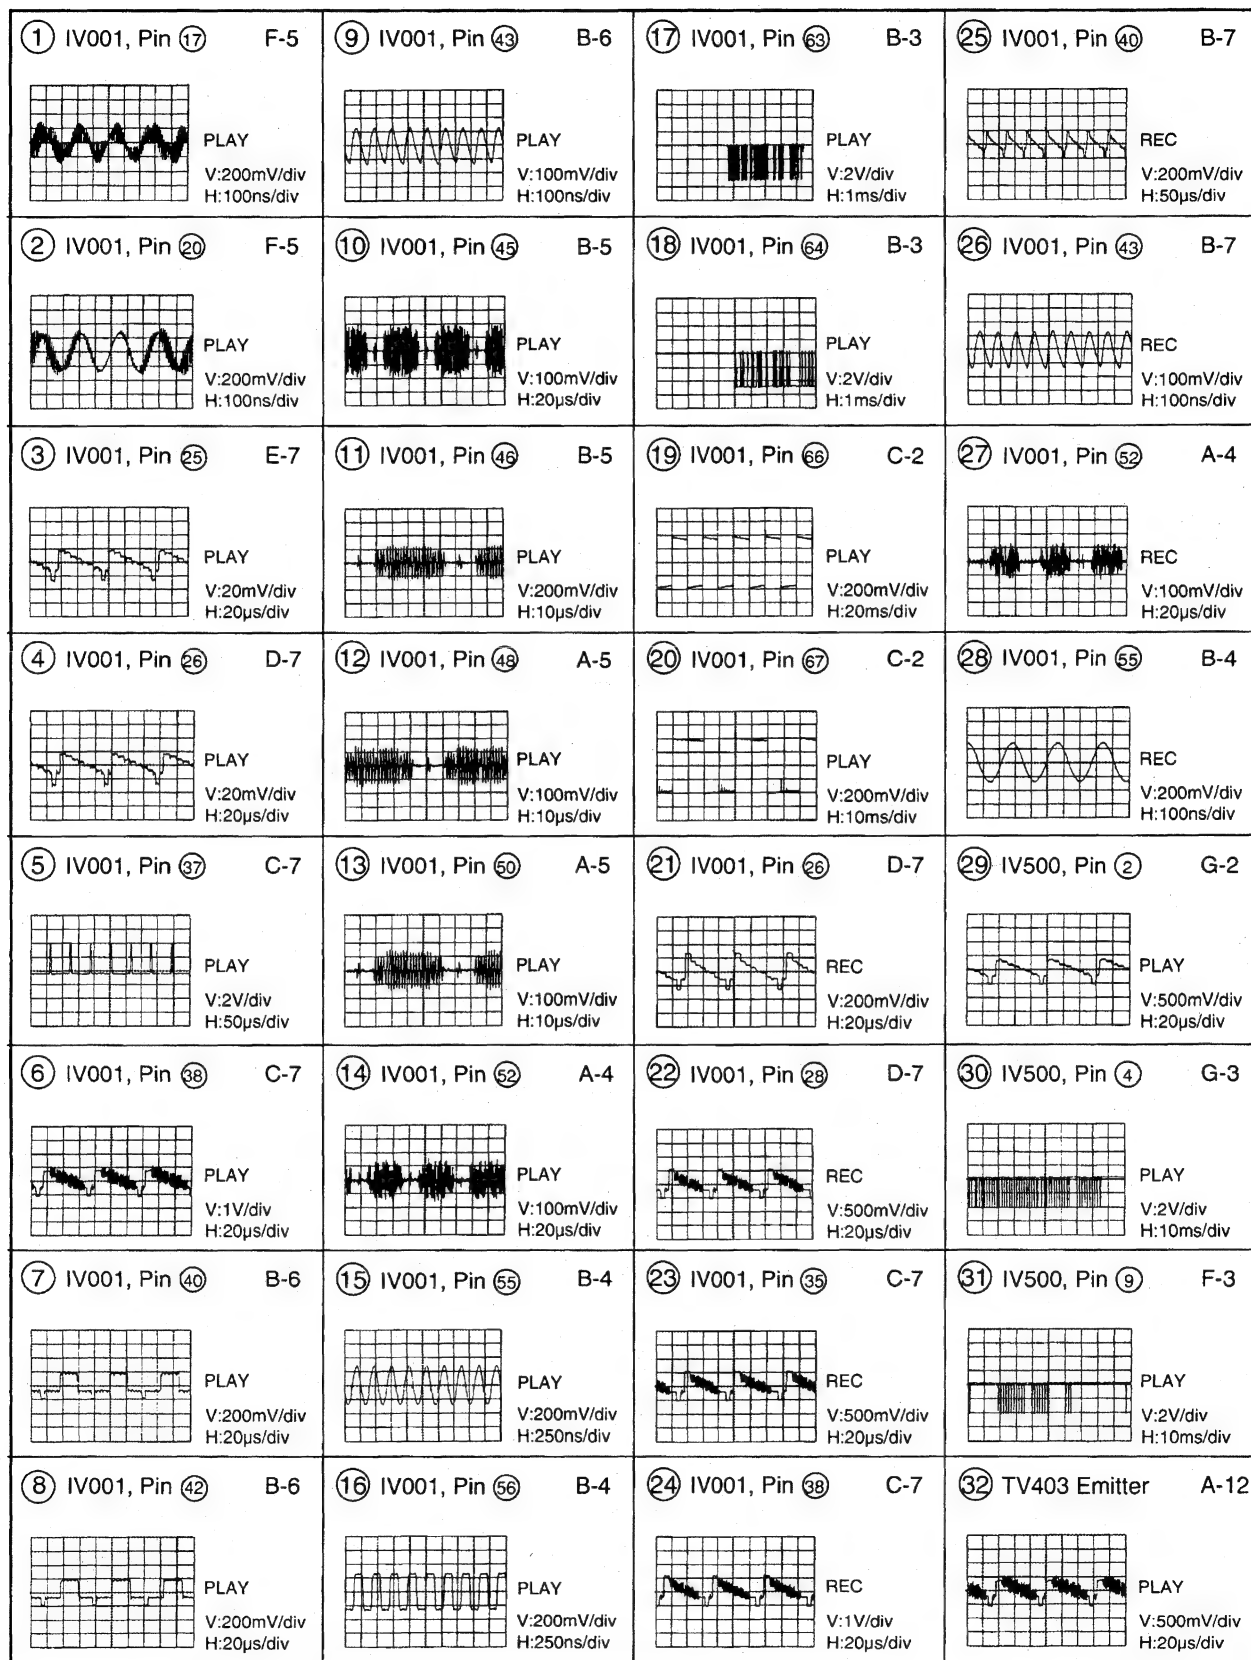 ① IV001, Pin ⑰ F-5
PLAY
V:200mV/div
H:100ns/div
② IV001, Pin ⑳ F-5
PLAY
V:200mV/div
H:100ns/div
③ IV001, Pin ㉕ E-7
PLAY
V:20mV/div
H:20µs/div
④ IV001, Pin ㉖ D-7
PLAY
V:20mV/div
H:20µs/div
⑤ IV001, Pin ㊲ C-7
PLAY
V:2V/div
H:50µs/div
⑥ IV001, Pin ㊳ C-7
PLAY
V:1V/div
H:20µs/div
⑦ IV001, Pin ㊵ B-6
PLAY
V:200mV/div
H:20µs/div
⑧ IV001, Pin ㊷ B-6
PLAY
V:200mV/div
H:20µs/div
⑨ IV001, Pin ㊸ B-6
PLAY
V:100mV/div
H:100ns/div
⑩ IV001, Pin ㊺ B-5
PLAY
V:100mV/div
H:20µs/div
⑪ IV001, Pin ㊻ B-5
PLAY
V:200mV/div
H:10µs/div
⑫ IV001, Pin ㊽ A-5
PLAY
V:100mV/div
H:10µs/div
⑬ IV001, Pin ㊿ A-5
PLAY
V:100mV/div
H:10µs/div
⑭ IV001, Pin 52 A-4
PLAY
V:100mV/div
H:20µs/div
⑮ IV001, Pin 55 B-4
PLAY
V:200mV/div
H:250ns/div
⑯ IV001, Pin 56 B-4
PLAY
V:200mV/div
H:250ns/div
⑰ IV001, Pin 63 B-3
PLAY
V:2V/div
H:1ms/div
⑱ IV001, Pin 64 B-3
PLAY
V:2V/div
H:1ms/div
⑲ IV001, Pin 66 C-2
PLAY
V:200mV/div
H:20ms/div
⑳ IV001, Pin 67 C-2
PLAY
V:200mV/div
H:10ms/div
㉑ IV001, Pin ㉖ D-7
REC
V:200mV/div
H:20µs/div
㉒ IV001, Pin ㉘ D-7
REC
V:500mV/div
H:20µs/div
㉓ IV001, Pin ㉟ C-7
REC
V:500mV/div
H:20µs/div
㉔ IV001, Pin ㊳ C-7
REC
V:1V/div
H:20µs/div
㉕ IV001, Pin ㊵ B-7
REC
V:200mV/div
H:50µs/div
㉖ IV001, Pin ㊸ B-7
REC
V:100mV/div
H:100ns/div
㉗ IV001, Pin 52 A-4
REC
V:100mV/div
H:20µs/div
㉘ IV001, Pin 55 B-4
REC
V:200mV/div
H:100ns/div
㉙ IV500, Pin ② G-2
PLAY
V:500mV/div
H:20µs/div
㉚ IV500, Pin ④ G-3
PLAY
V:2V/div
H:10ms/div
㉛ IV500, Pin ⑨ F-3
PLAY
V:2V/div
H:10ms/div
㉜ TV403 Emitter A-12
PLAY
V:500mV/div
H:20µs/div